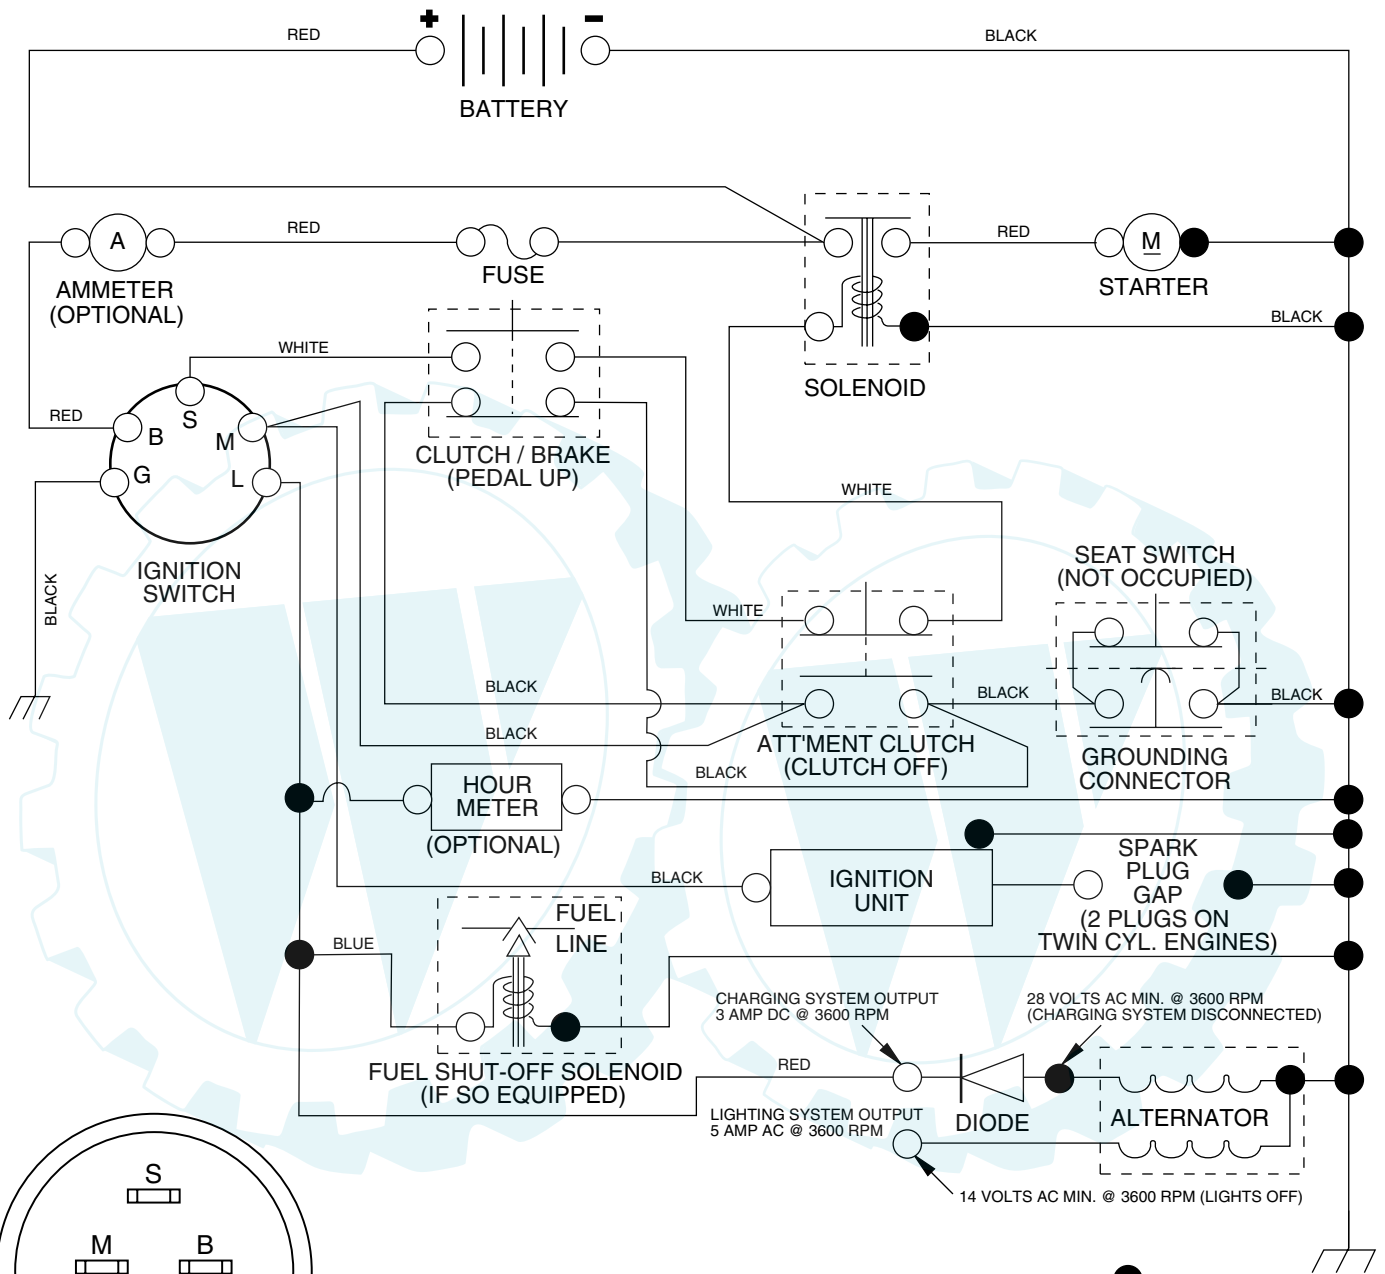 + −
RED
BLACK
BATTERY
A
RED
FUSE
RED
M
STARTER
AMMETER
(OPTIONAL)
BLACK
SOLENOID
WHITE
RED
S
B
M
G
L
CLUTCH / BRAKE
(PEDAL UP)
WHITE
IGNITION
SWITCH
BLACK
SEAT SWITCH
(NOT OCCUPIED)
WHITE
BLACK
BLACK
BLACK
BLACK
ATT'MENT CLUTCH
(CLUTCH OFF)
GROUNDING
CONNECTOR
BLACK
HOUR
METER
(OPTIONAL)
BLACK
IGNITION
UNIT
SPARK
PLUG
GAP
(2 PLUGS ON
TWIN CYL. ENGINES)
BLUE
FUEL
LINE
FUEL SHUT-OFF SOLENOID
(IF SO EQUIPPED)
CHARGING SYSTEM OUTPUT
3 AMP DC @ 3600 RPM
28 VOLTS AC MIN. @ 3600 RPM
(CHARGING SYSTEM DISCONNECTED)
RED
DIODE
ALTERNATOR
LIGHTING SYSTEM OUTPUT
5 AMP AC @ 3600 RPM
14 VOLTS AC MIN. @ 3600 RPM (LIGHTS OFF)
S
M
B